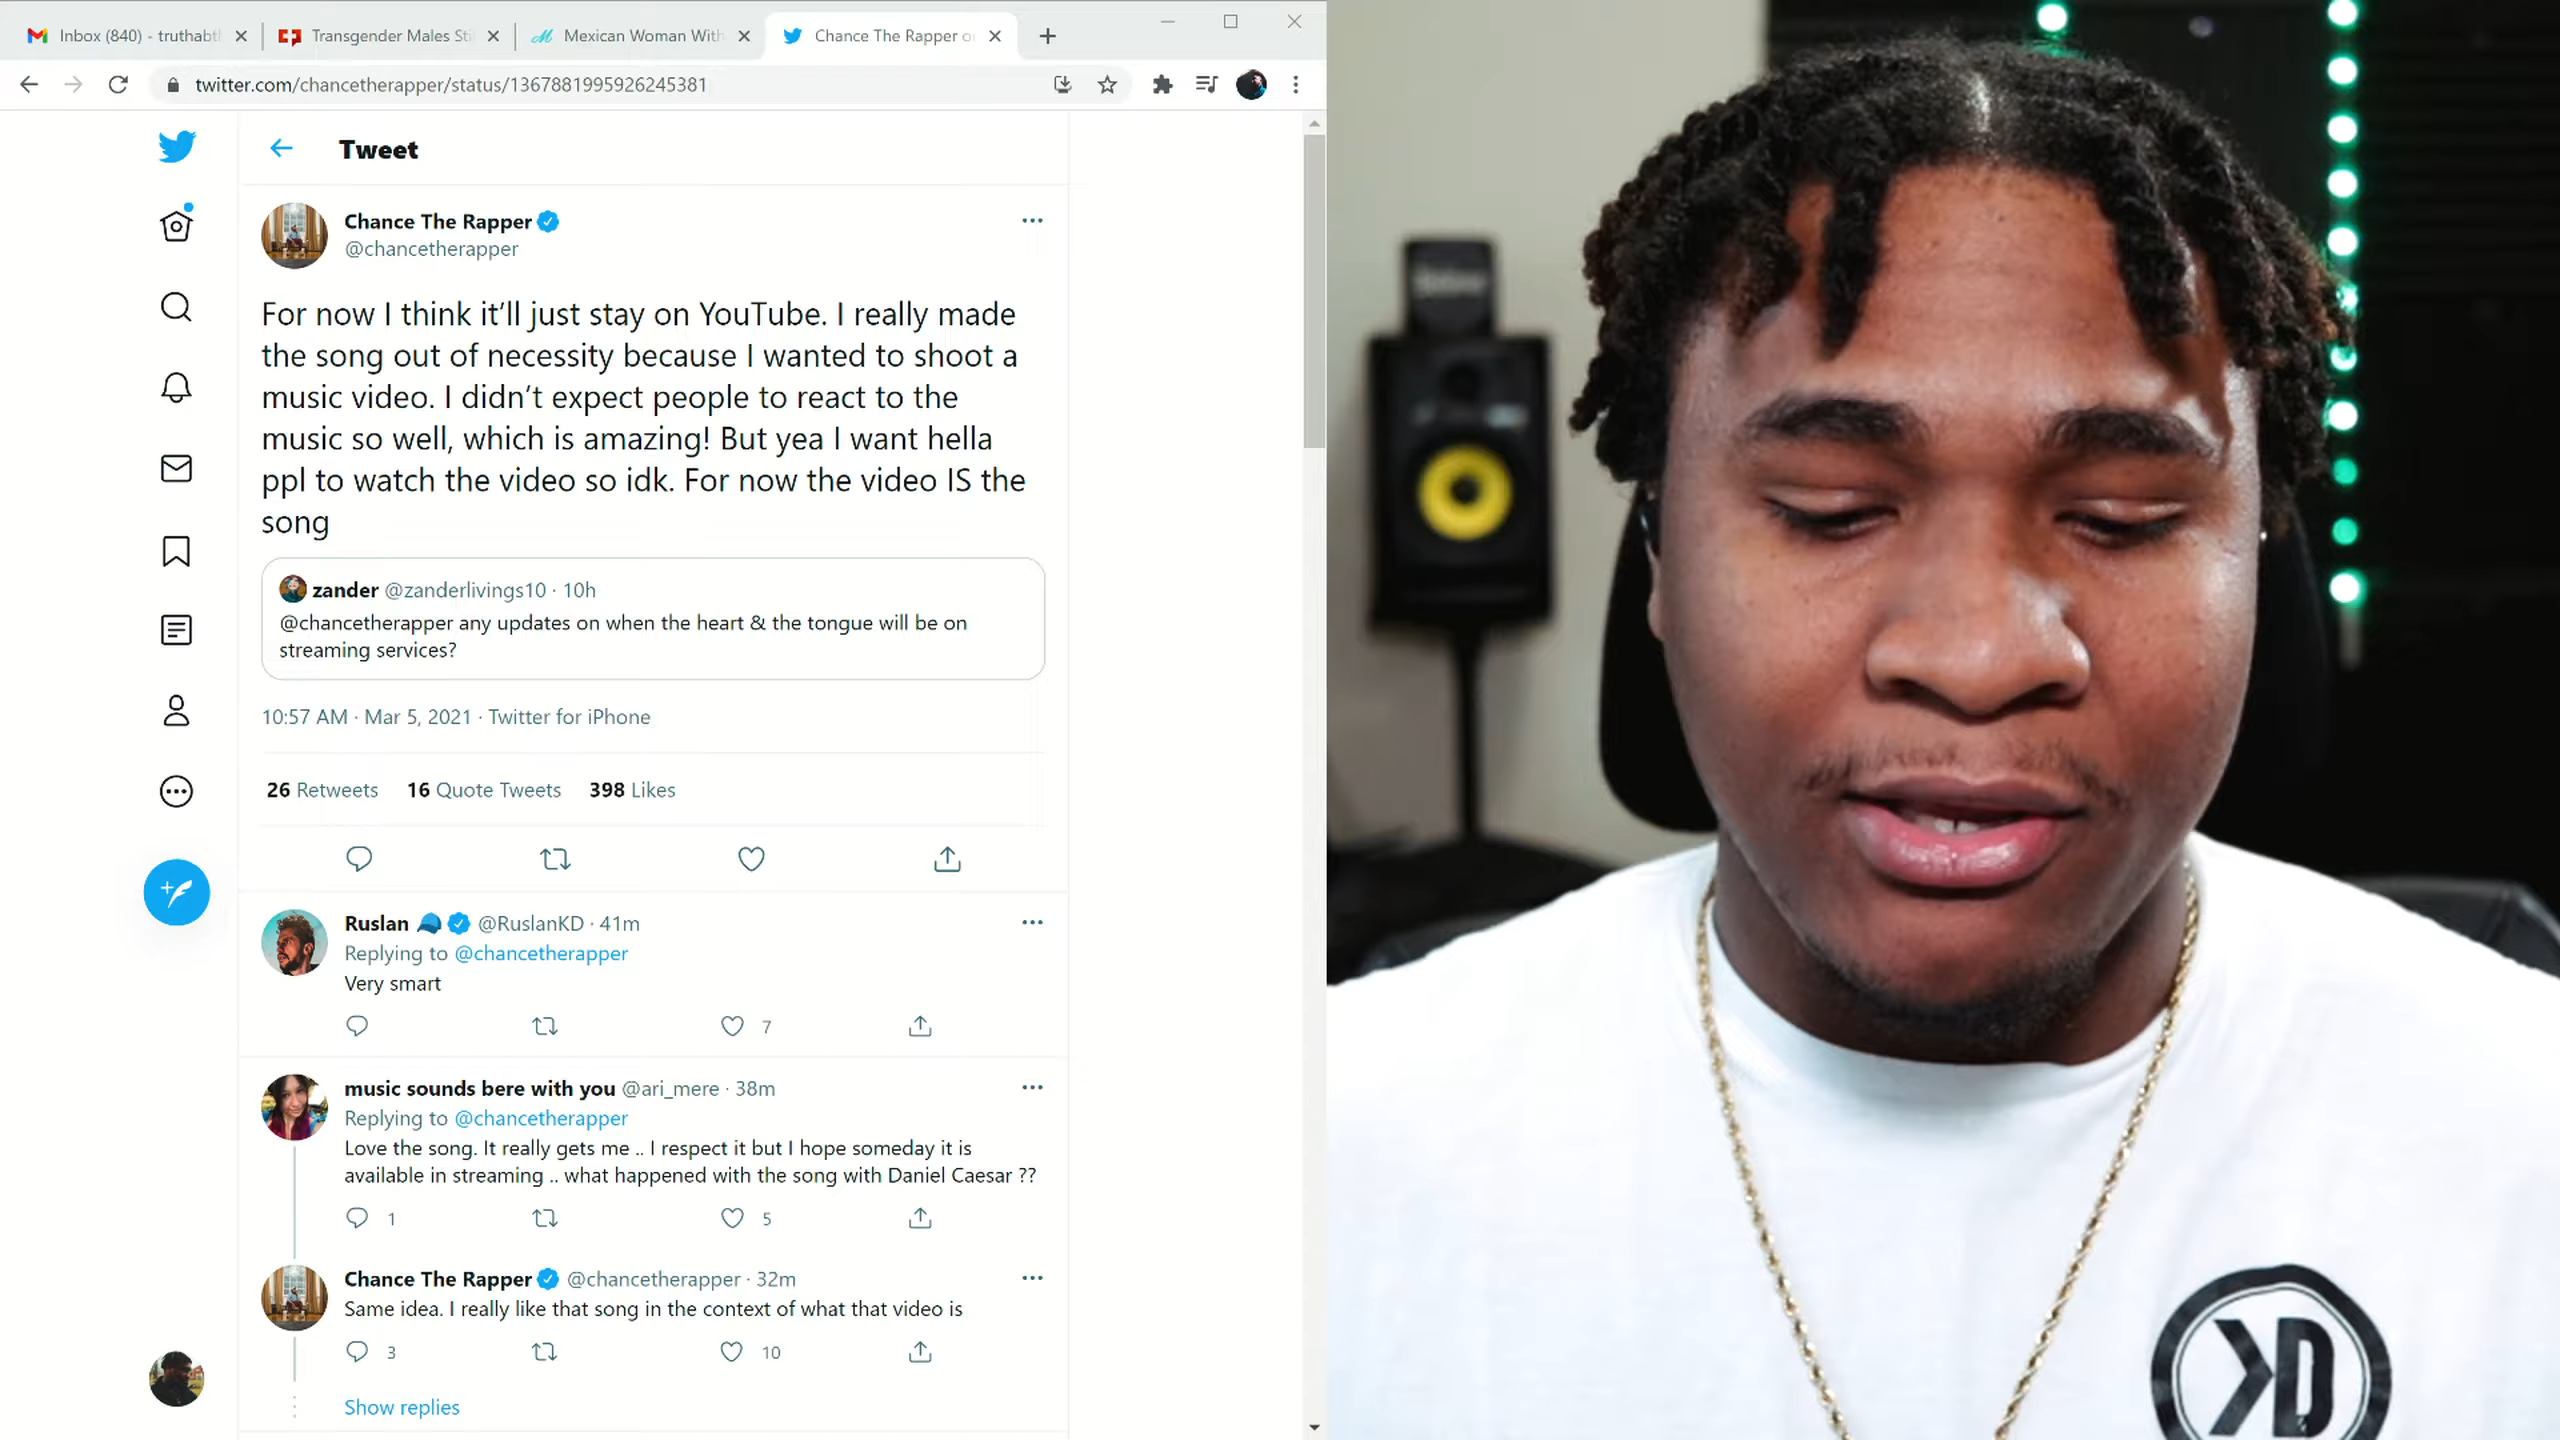 Inbox (840) - truthabt
Transgender Males Sti
Mexican Woman With
Chance The Rapper o
twitter.com/chancetherapper/status/1367881995926245381
Tweet
Chance The Rapper
@chancetherapper
For now I think it’ll just stay on YouTube. I really made
the song out of necessity because I wanted to shoot a
music video. I didn’t expect people to react to the
music so well, which is amazing! But yea I want hella
ppl to watch the video so idk. For now the video IS the
song
zander @zanderlivings10 · 10h
@chancetherapper any updates on when the heart & the tongue will be on
streaming services?
10:57 AM · Mar 5, 2021 · Twitter for iPhone
26 Retweets 16 Quote Tweets 398 Likes
Ruslan @RuslanKD · 41m
Replying to @chancetherapper
Very smart
7
music sounds bere with you @ari_mere · 38m
Replying to @chancetherapper
Love the song. It really gets me .. I respect it but I hope someday it is
available in streaming .. what happened with the song with Daniel Caesar ??
1 5
Chance The Rapper @chancetherapper · 32m
Same idea. I really like that song in the context of what that video is
3 10
Show replies